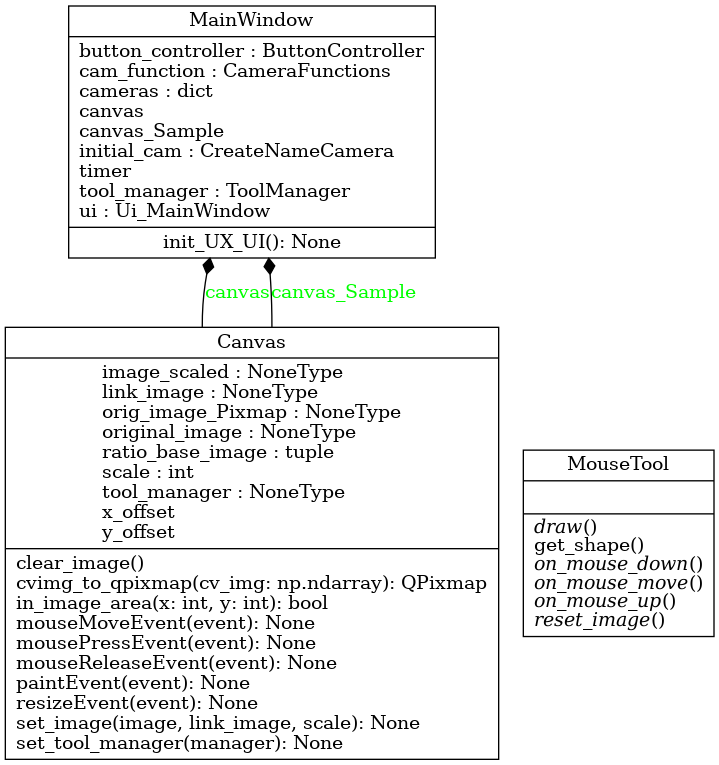 MainWindow
button_controller : ButtonController
cam_function : CameraFunctions
cameras : dict
canvas
canvas_Sample
initial_cam : CreateNameCamera
timer
tool_manager : ToolManager
ui : Ui_MainWindow
init_UX_UI(): None
canvas
canvas_Sample
Canvas
image_scaled : NoneType
link_image : NoneType
orig_image_Pixmap : NoneType
original_image : NoneType
ratio_base_image : tuple
scale : int
tool_manager : NoneType
x_offset
y_offset
clear_image()
cvimg_to_qpixmap(cv_img: np.ndarray): QPixmap
in_image_area(x: int, y: int): bool
mouseMoveEvent(event): None
mousePressEvent(event): None
mouseReleaseEvent(event): None
paintEvent(event): None
resizeEvent(event): None
set_image(image, link_image, scale): None
set_tool_manager(manager): None
MouseTool
draw()
get_shape()
on_mouse_down()
on_mouse_move()
on_mouse_up()
reset_image()